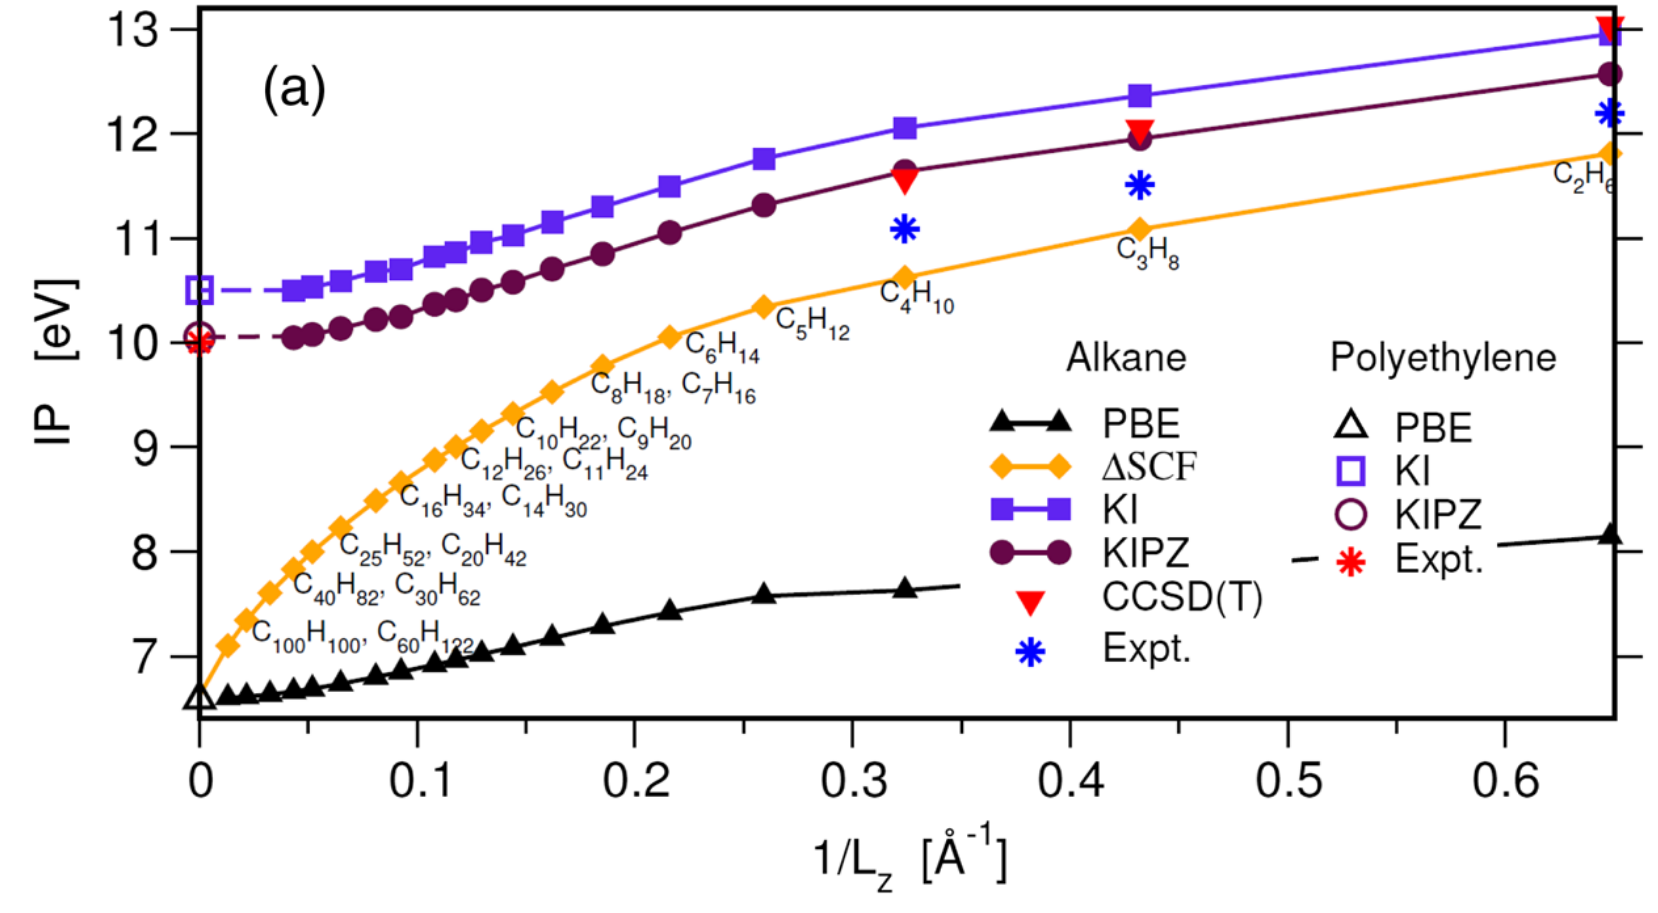 (a)
IP [eV]
13
12
11
10
9
8
7
C₂H₆
C₃H₈
C₄H₁₀
C₅H₁₂
C₆H₁₄
C₈H₁₈, C₇H₁₆
C₁₀H₂₂, C₉H₂₀
C₁₂H₂₆, C₁₁H₂₄
C₁₆H₃₄, C₁₄H₃₀
C₂₅H₅₂, C₂₀H₄₂
C₄₀H₈₂, C₃₀H₆₂
C₁₀₀H₁₀₀, C₆₀H₁₂₂
Alkane
PBE
ΔSCF
KI
KIPZ
CCSD(T)
Expt.
Polyethylene
PBE
KI
KIPZ
Expt.
0 0.1 0.2 0.3 0.4 0.5 0.6
1/L_z [Å⁻¹]